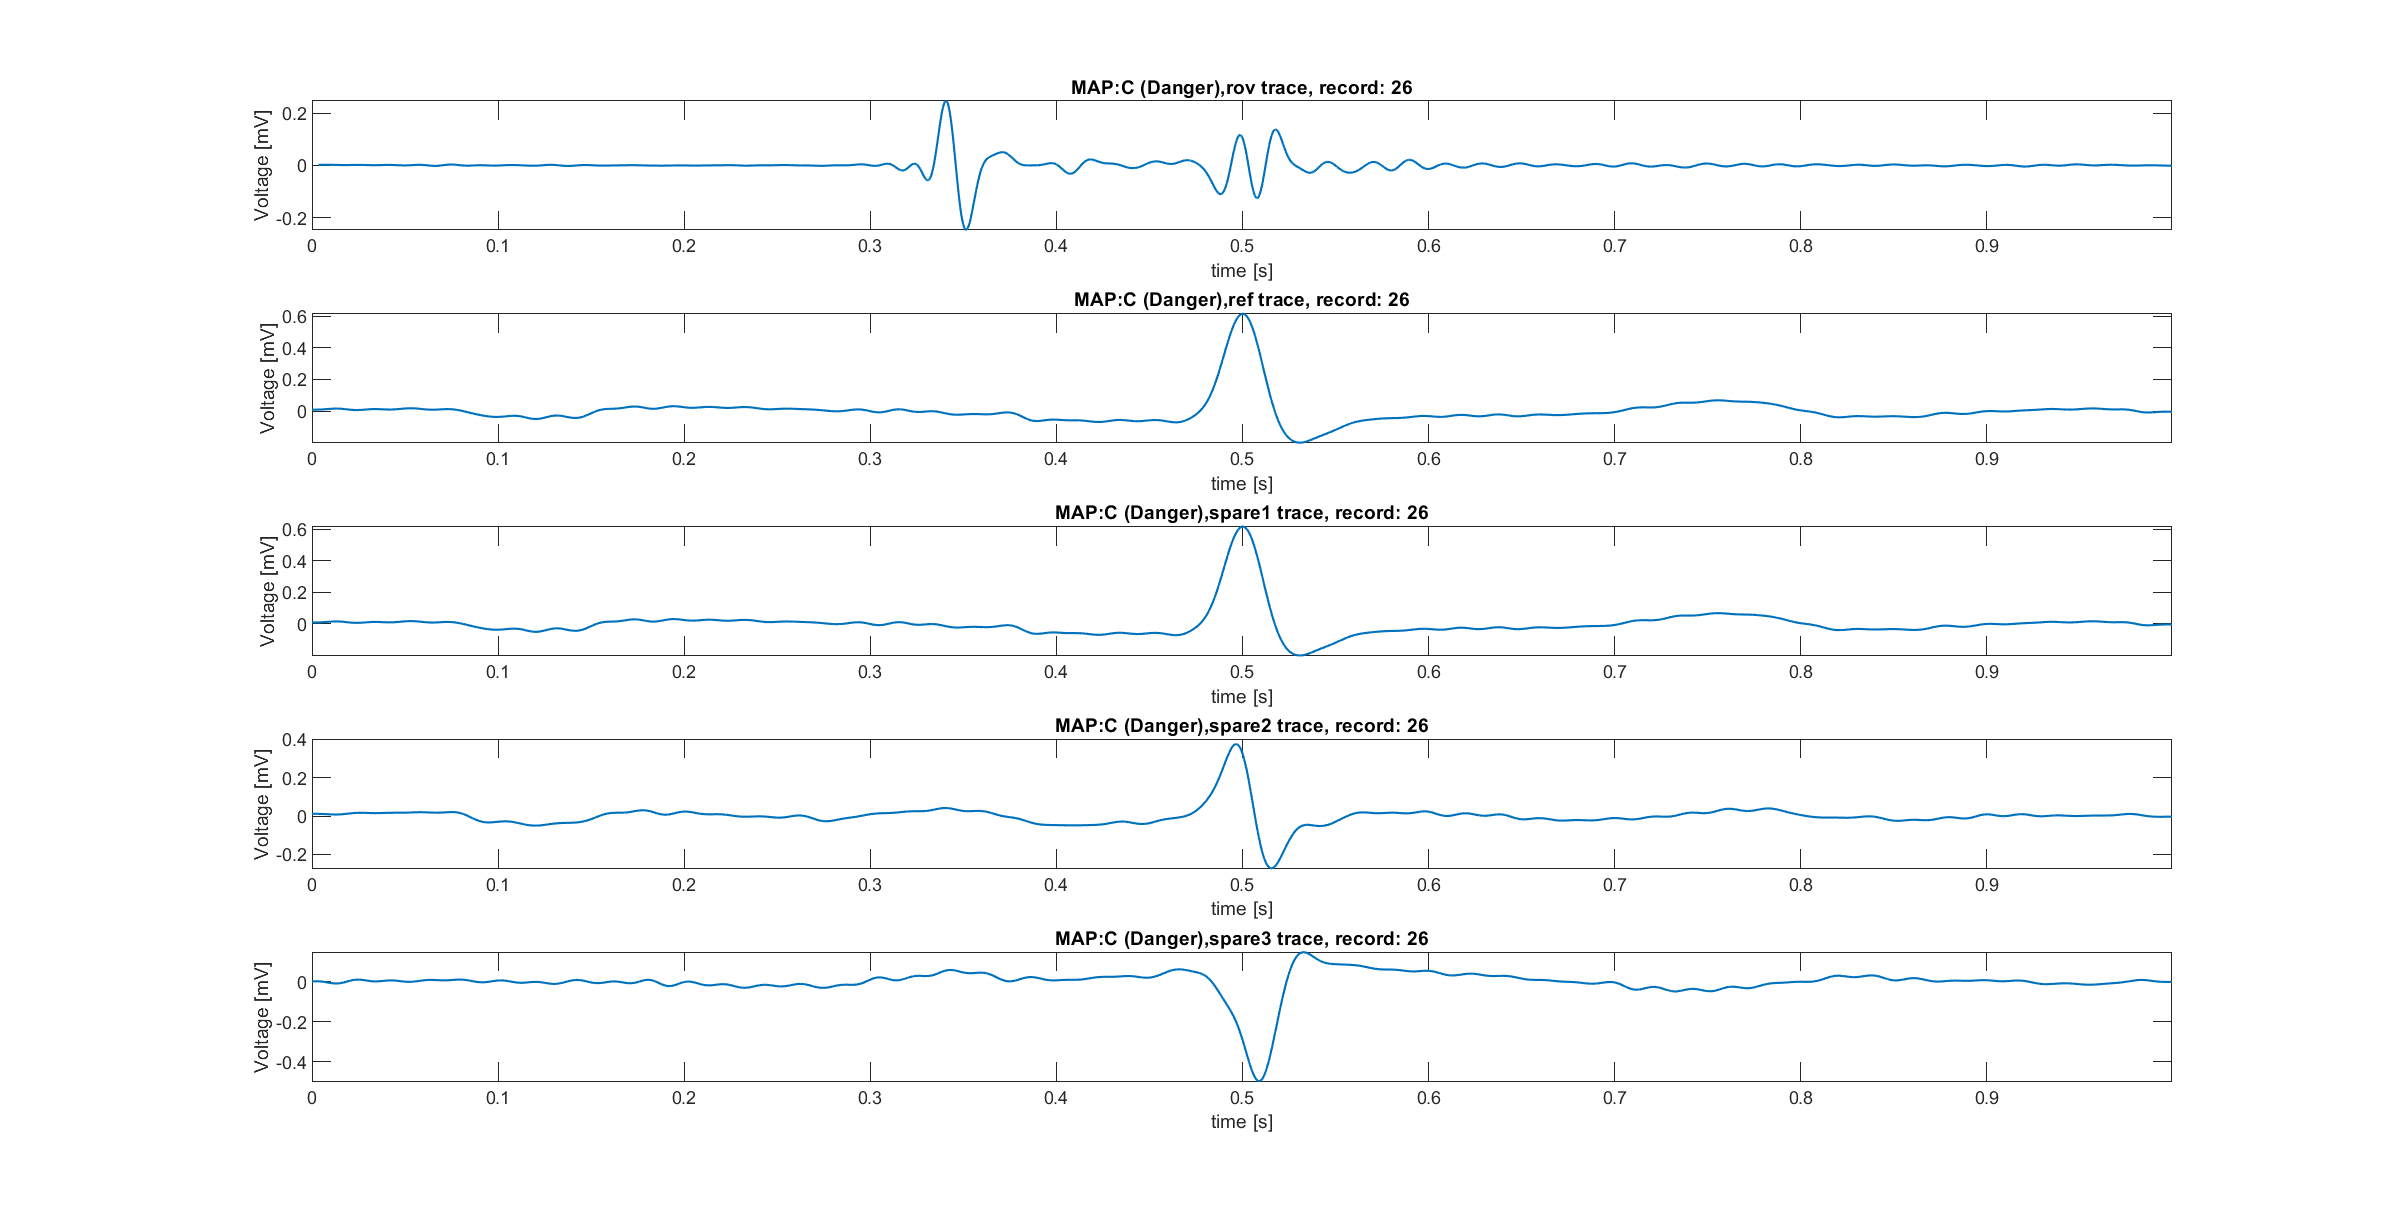 MAP:C (Danger),rov trace, record: 26
Voltage [mV]
0.2
0
-0.2
0 0.1 0.2 0.3 0.4 0.5 0.6 0.7 0.8 0.9
time [s]
MAP:C (Danger),ref trace, record: 26
Voltage [mV]
0.6
0.4
0.2
0
0 0.1 0.2 0.3 0.4 0.5 0.6 0.7 0.8 0.9
time [s]
MAP:C (Danger),spare1 trace, record: 26
Voltage [mV]
0.6
0.4
0.2
0
0 0.1 0.2 0.3 0.4 0.5 0.6 0.7 0.8 0.9
time [s]
MAP:C (Danger),spare2 trace, record: 26
Voltage [mV]
0.4
0.2
0
-0.2
0 0.1 0.2 0.3 0.4 0.5 0.6 0.7 0.8 0.9
time [s]
MAP:C (Danger),spare3 trace, record: 26
Voltage [mV]
0
-0.2
-0.4
0 0.1 0.2 0.3 0.4 0.5 0.6 0.7 0.8 0.9
time [s]